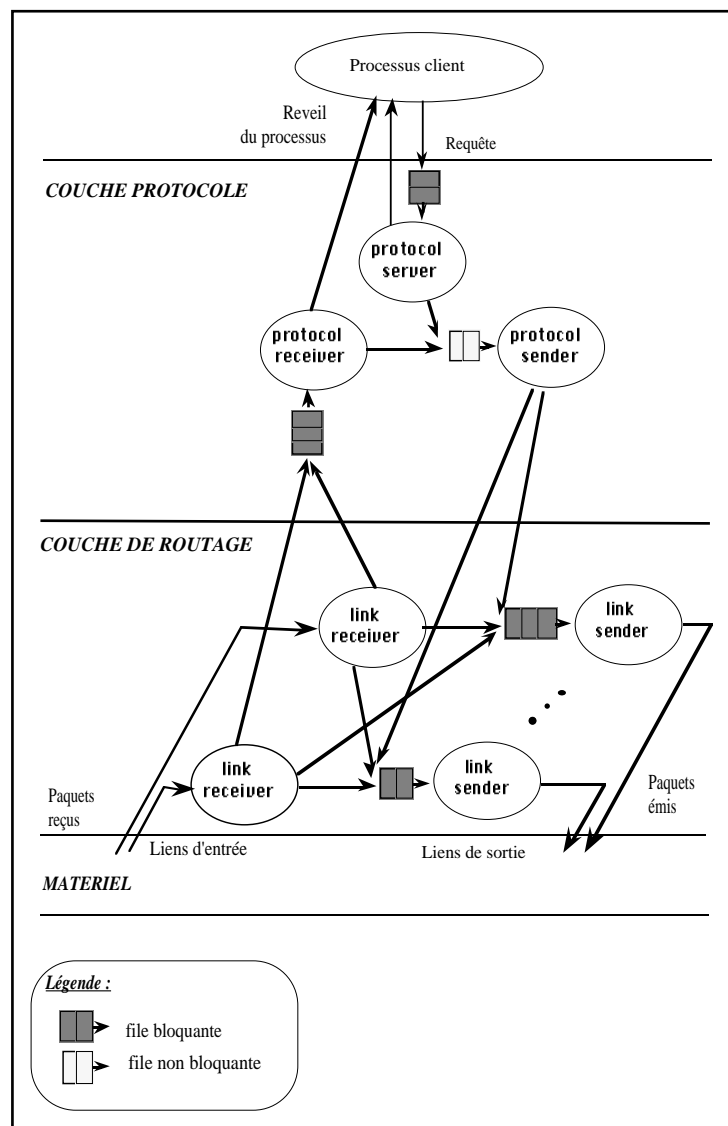 Processus client
Reveil
du processus
Requête
COUCHE PROTOCOLE
protocol
server
protocol
receiver
protocol
sender
COUCHE DE ROUTAGE
link
receiver
link
sender
link
receiver
link
sender
Paquets
reçus
Paquets
émis
Liens d'entrée
Liens de sortie
MATERIEL
Légende :
file bloquante
file non bloquante